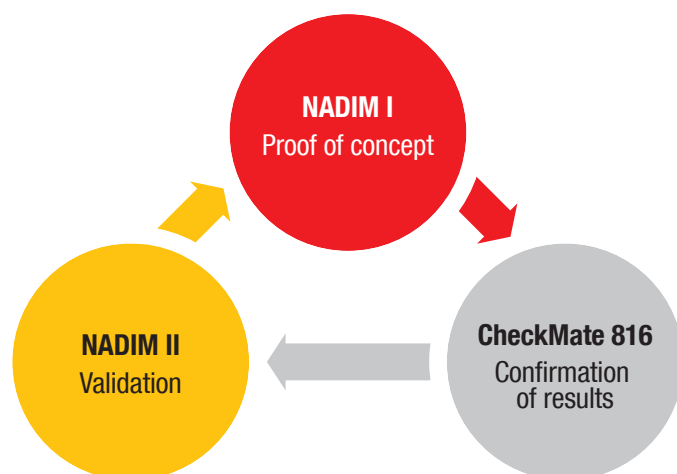 NADIM I
Proof of concept
CheckMate 816
Confirmation
of results
NADIM II
Validation